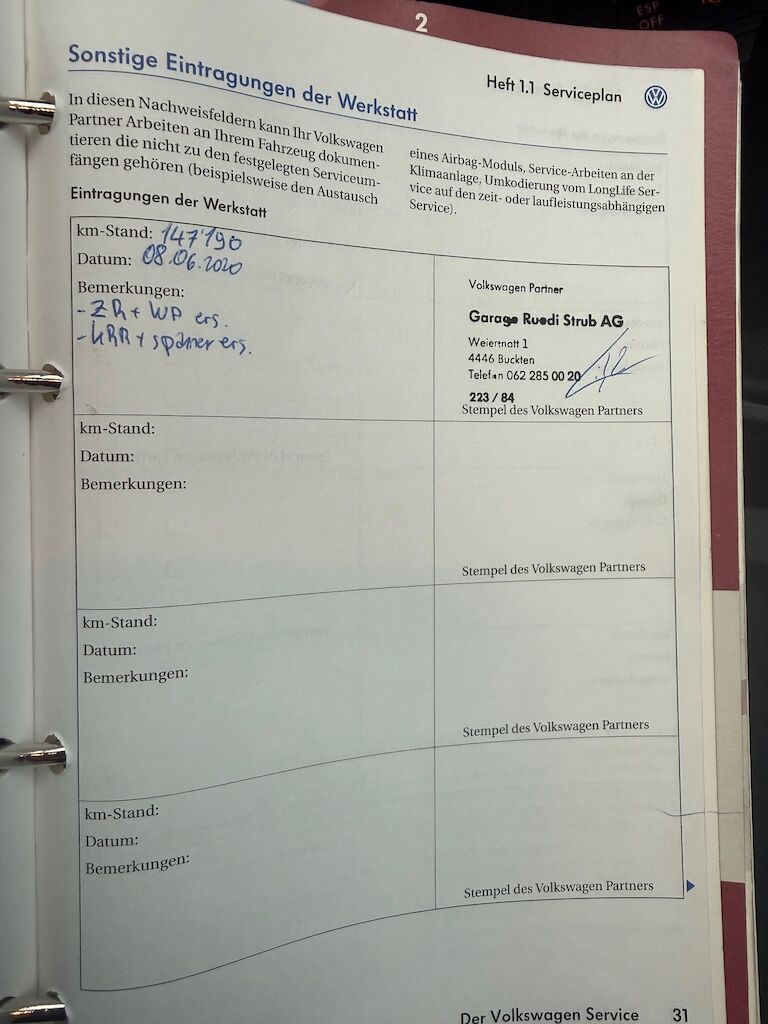 ESP
OFF
2
Sonstige Eintragungen der Werkstatt
Heft 1.1 Serviceplan
In diesen Nachweisfeldern kann Ihr Volkswagen
Partner Arbeiten an Ihrem Fahrzeug dokumen-
tieren die nicht zu den festgelegten Serviceum-
fängen gehören (beispielsweise den Austausch
eines Airbag-Moduls, Service-Arbeiten an der
Klimaanlage, Umkodierung vom LongLife Ser-
vice auf den zeit- oder laufleistungsabhängigen
Service).
Eintragungen der Werkstatt
km-Stand: 147'190
Datum: 08.06.2020
Bemerkungen:
- ZR + WP ers.
- KRR + spanner ers.
Volkswagen Partner
Garage Ruedi Strub AG
Weiermatt 1
4446 Buckten
Telefon 062 285 00 20
223 / 84
Stempel des Volkswagen Partners
km-Stand:
Datum:
Bemerkungen:
Stempel des Volkswagen Partners
km-Stand:
Datum:
Bemerkungen:
Stempel des Volkswagen Partners
km-Stand:
Datum:
Bemerkungen:
Stempel des Volkswagen Partners
Der Volkswagen Service 31